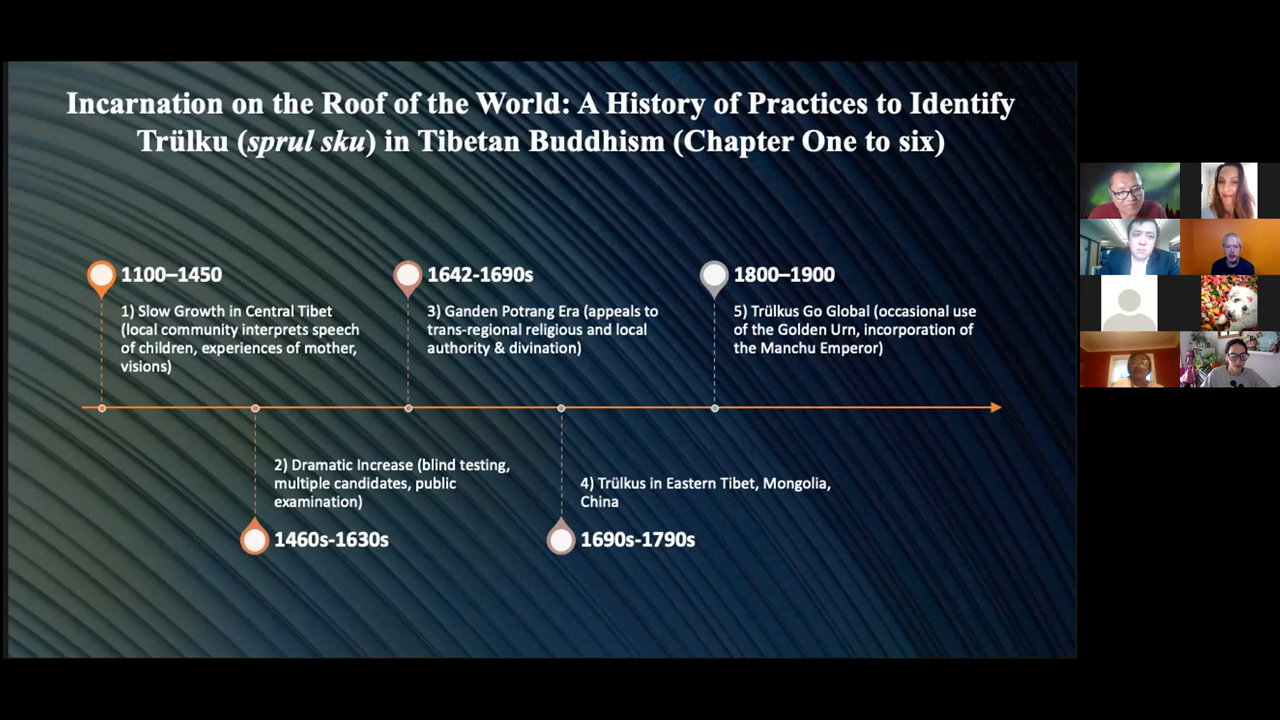 Incarnation on the Roof of the World: A History of Practices to Identify
Trülku (sprul sku) in Tibetan Buddhism (Chapter One to six)
1100–1450
1) Slow Growth in Central Tibet
(local community interprets speech
of children, experiences of mother,
visions)
1642-1690s
3) Ganden Potrang Era (appeals to
trans-regional religious and local
authority & divination)
1800–1900
5) Trülkus Go Global (occasional use
of the Golden Urn, incorporation of
the Manchu Emperor)
2) Dramatic Increase (blind testing,
multiple candidates, public
examination)
1460s-1630s
4) Trülkus in Eastern Tibet, Mongolia,
China
1690s-1790s